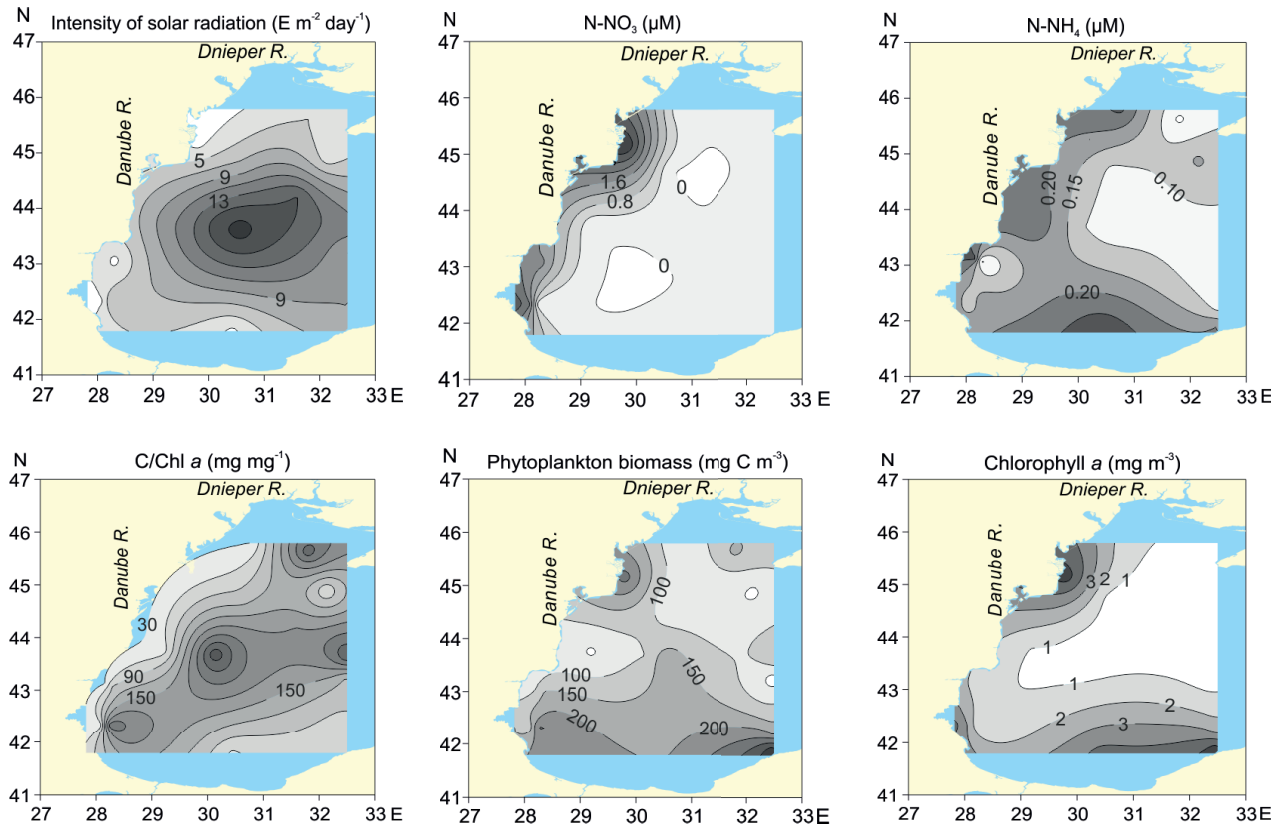 Intensity of solar radiation (E m⁻² day⁻¹)
N
47
46
45
44
43
42
41
27 28 29 30 31 32 33 E
Dnieper R.
Danube R.
5
9
13
9
N-NO₃ (µM)
N
47
46
45
44
43
42
41
27 28 29 30 31 32 33 E
Dnieper R.
Danube R.
1.6
0.8
0
0
N-NH₄ (µM)
N
47
46
45
44
43
42
41
27 28 29 30 31 32 33 E
Dnieper R.
Danube R.
0.20
0.15
0.10
0.20
C/Chl a (mg mg⁻¹)
N
47
46
45
44
43
42
41
27 28 29 30 31 32 33 E
Dnieper R.
Danube R.
30
90
150
150
Phytoplankton biomass (mg C m⁻³)
N
47
46
45
44
43
42
41
27 28 29 30 31 32 33 E
Dnieper R.
Danube R.
100
100
150
150
200
200
Chlorophyll a (mg m⁻³)
N
47
46
45
44
43
42
41
27 28 29 30 31 32 33 E
Dnieper R.
Danube R.
3 2 1
1
1
2
2
3